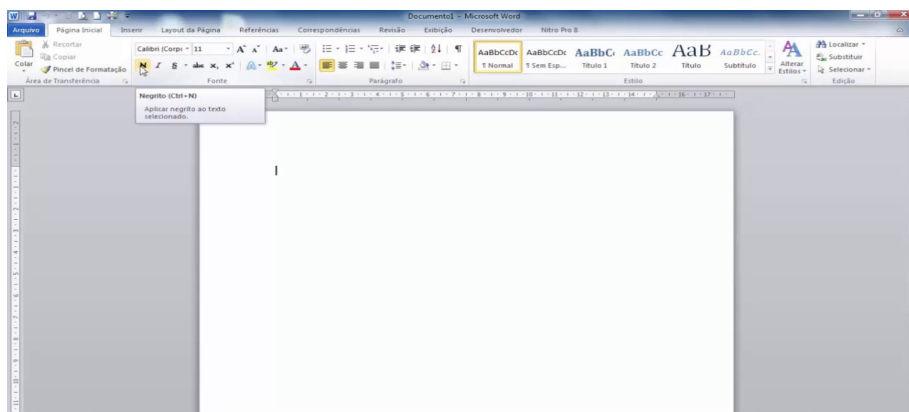 Documento1 - Microsoft Word
Arquivo Página Inicial Inserir Layout da Página Referências Correspondências Revisão Exibição Desenvolvedor Nitro Pro 8
Colar
Recortar
Copiar
Pincel de Formatação
Área de Transferência
Calibri (Corpo 11
N I S abc x, x² A
Fonte
Parágrafo
AaBbCcDc AaBbCcDc AaBbC AaBbCc AaB AaBbCc.
¶ Normal ¶ Sem Esp... Título 1 Título 2 Título Subtítulo
Alterar Estilos
Estilo
Localizar
Substituir
Selecionar
Edição
Negrito (Ctrl+N)
Aplicar negrito ao texto
selecionado.